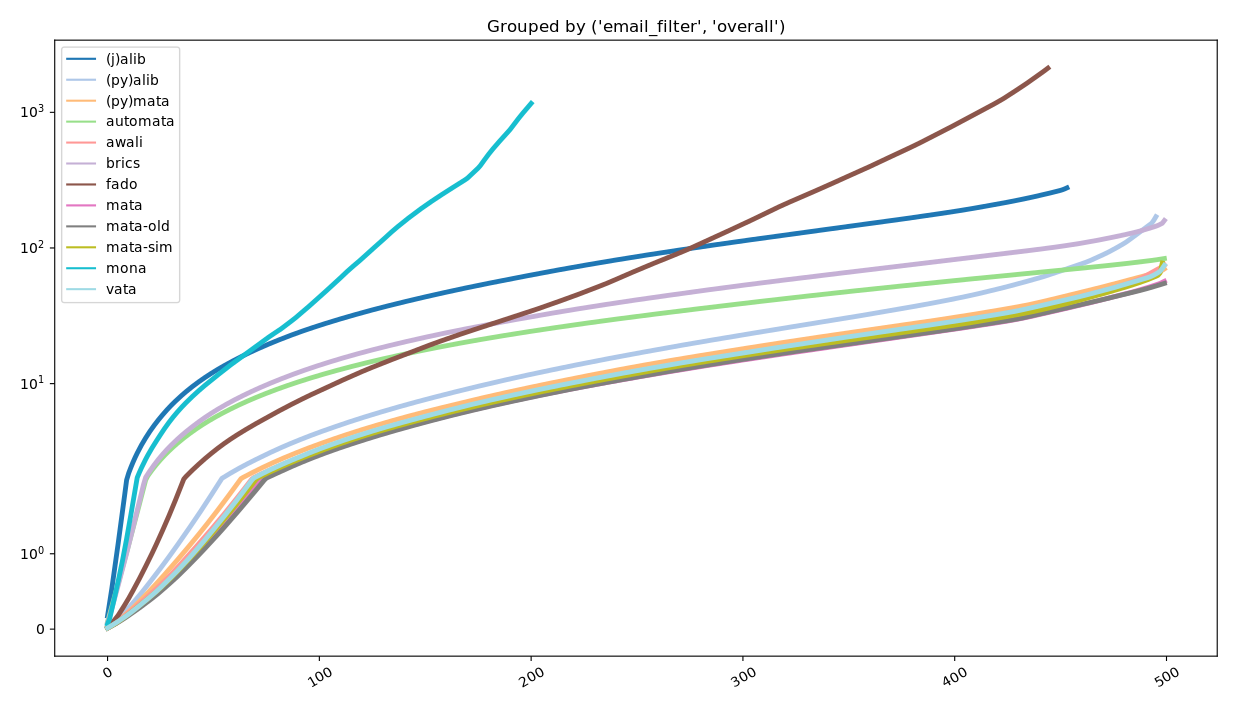 Grouped by ('email_filter', 'overall')
(j)alib
(py)alib
(py)mata
automata
awali
brics
fado
mata
mata-old
mata-sim
mona
vata
10³
10²
10¹
10⁰
0
0
100
200
300
400
500